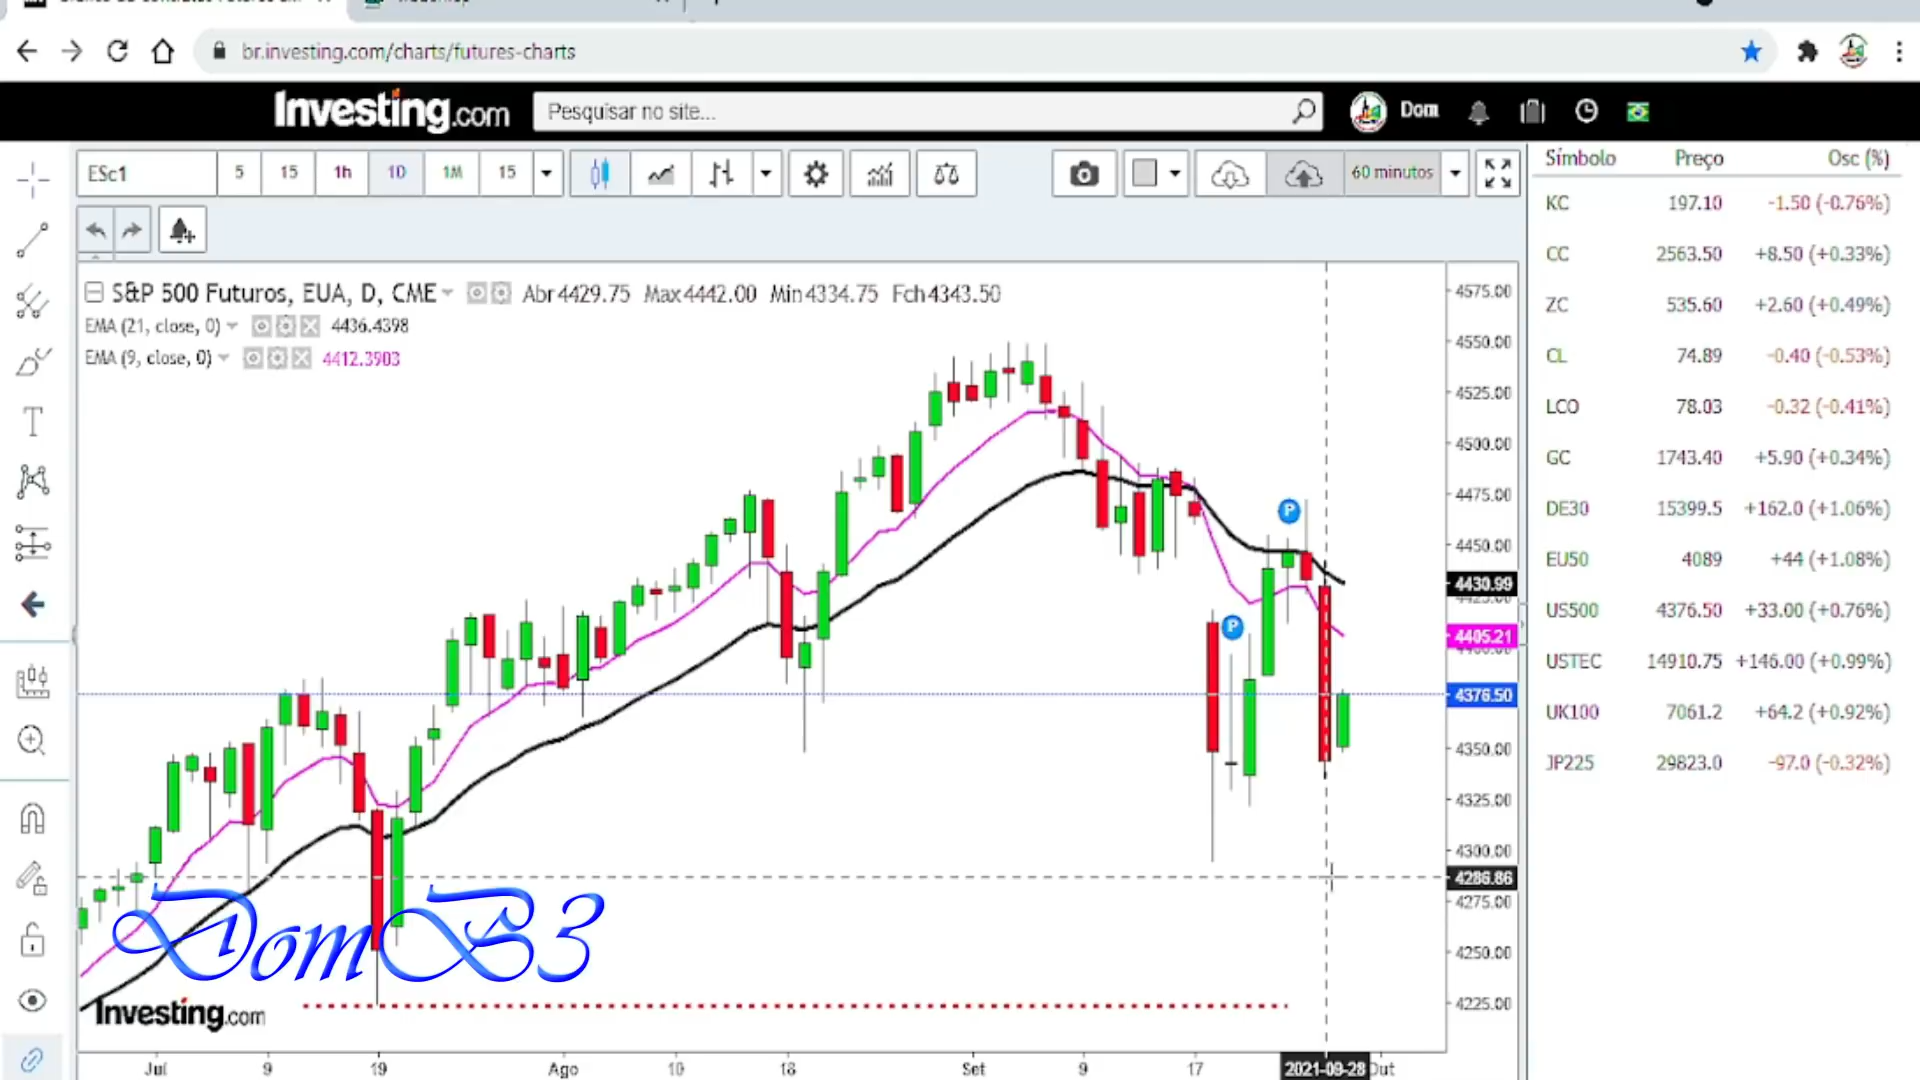 br.investing.com/charts/futures-charts
Investing.com
Pesquisar no site...
Dom
ESc1 5 15 1h 1D 1M 15 60 minutos
S&P 500 Futuros, EUA, D, CME Abr4429.75 Max4442.00 Min4334.75 Fch4343.50
EMA (21, close, 0) 4436.4398
EMA (9, close, 0) 4412.3903
P
P
T
4575.00
4550.00
4525.00
4500.00
4475.00
4450.00
4430.99
4405.21
4376.50
4350.00
4325.00
4300.00
4286.86
4275.00
4250.00
4225.00
DomB3
Investing.com
Jul 9 19 Ago 10 18 Set 9 17 2021-09-28 Out
Símbolo Preço Osc (%)
KC 197.10 -1.50 (-0.76%)
CC 2563.50 +8.50 (+0.33%)
ZC 535.60 +2.60 (+0.49%)
CL 74.89 -0.40 (-0.53%)
LCO 78.03 -0.32 (-0.41%)
GC 1743.40 +5.90 (+0.34%)
DE30 15399.5 +162.0 (+1.06%)
EU50 4089 +44 (+1.08%)
US500 4376.50 +33.00 (+0.76%)
USTEC 14910.75 +146.00 (+0.99%)
UK100 7061.2 +64.2 (+0.92%)
JP225 29823.0 -97.0 (-0.32%)